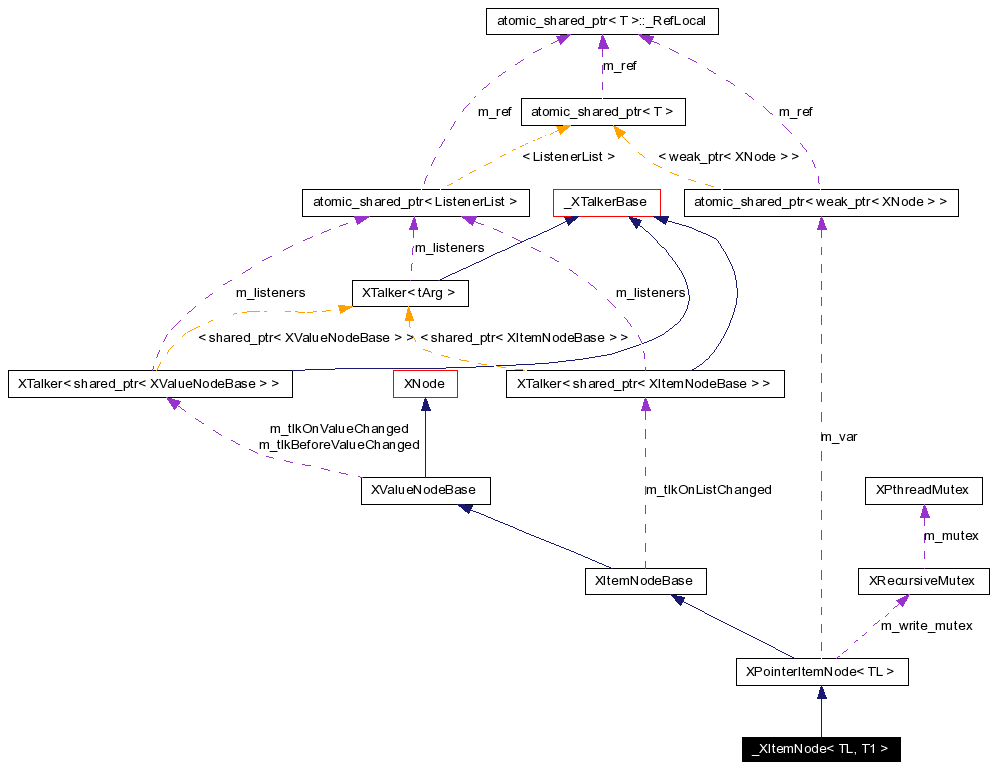 atomic_shared_ptr< T >::_RefLocal
m_ref
atomic_shared_ptr< T >
m_ref
m_ref
< ListenerList >
< weak_ptr< XNode > >
atomic_shared_ptr< ListenerList >
_XTalkerBase
atomic_shared_ptr< weak_ptr< XNode > >
m_listeners
XTalker< tArg >
m_listeners
m_listeners
< shared_ptr< XValueNodeBase > >
< shared_ptr< XItemNodeBase > >
XTalker< shared_ptr< XValueNodeBase > >
XNode
XTalker< shared_ptr< XItemNodeBase > >
m_tlkOnValueChanged
m_tlkBeforeValueChanged
m_var
XValueNodeBase
m_tlkOnListChanged
XPthreadMutex
m_mutex
XItemNodeBase
XRecursiveMutex
m_write_mutex
XPointerItemNode< TL >
_XItemNode< TL, T1 >